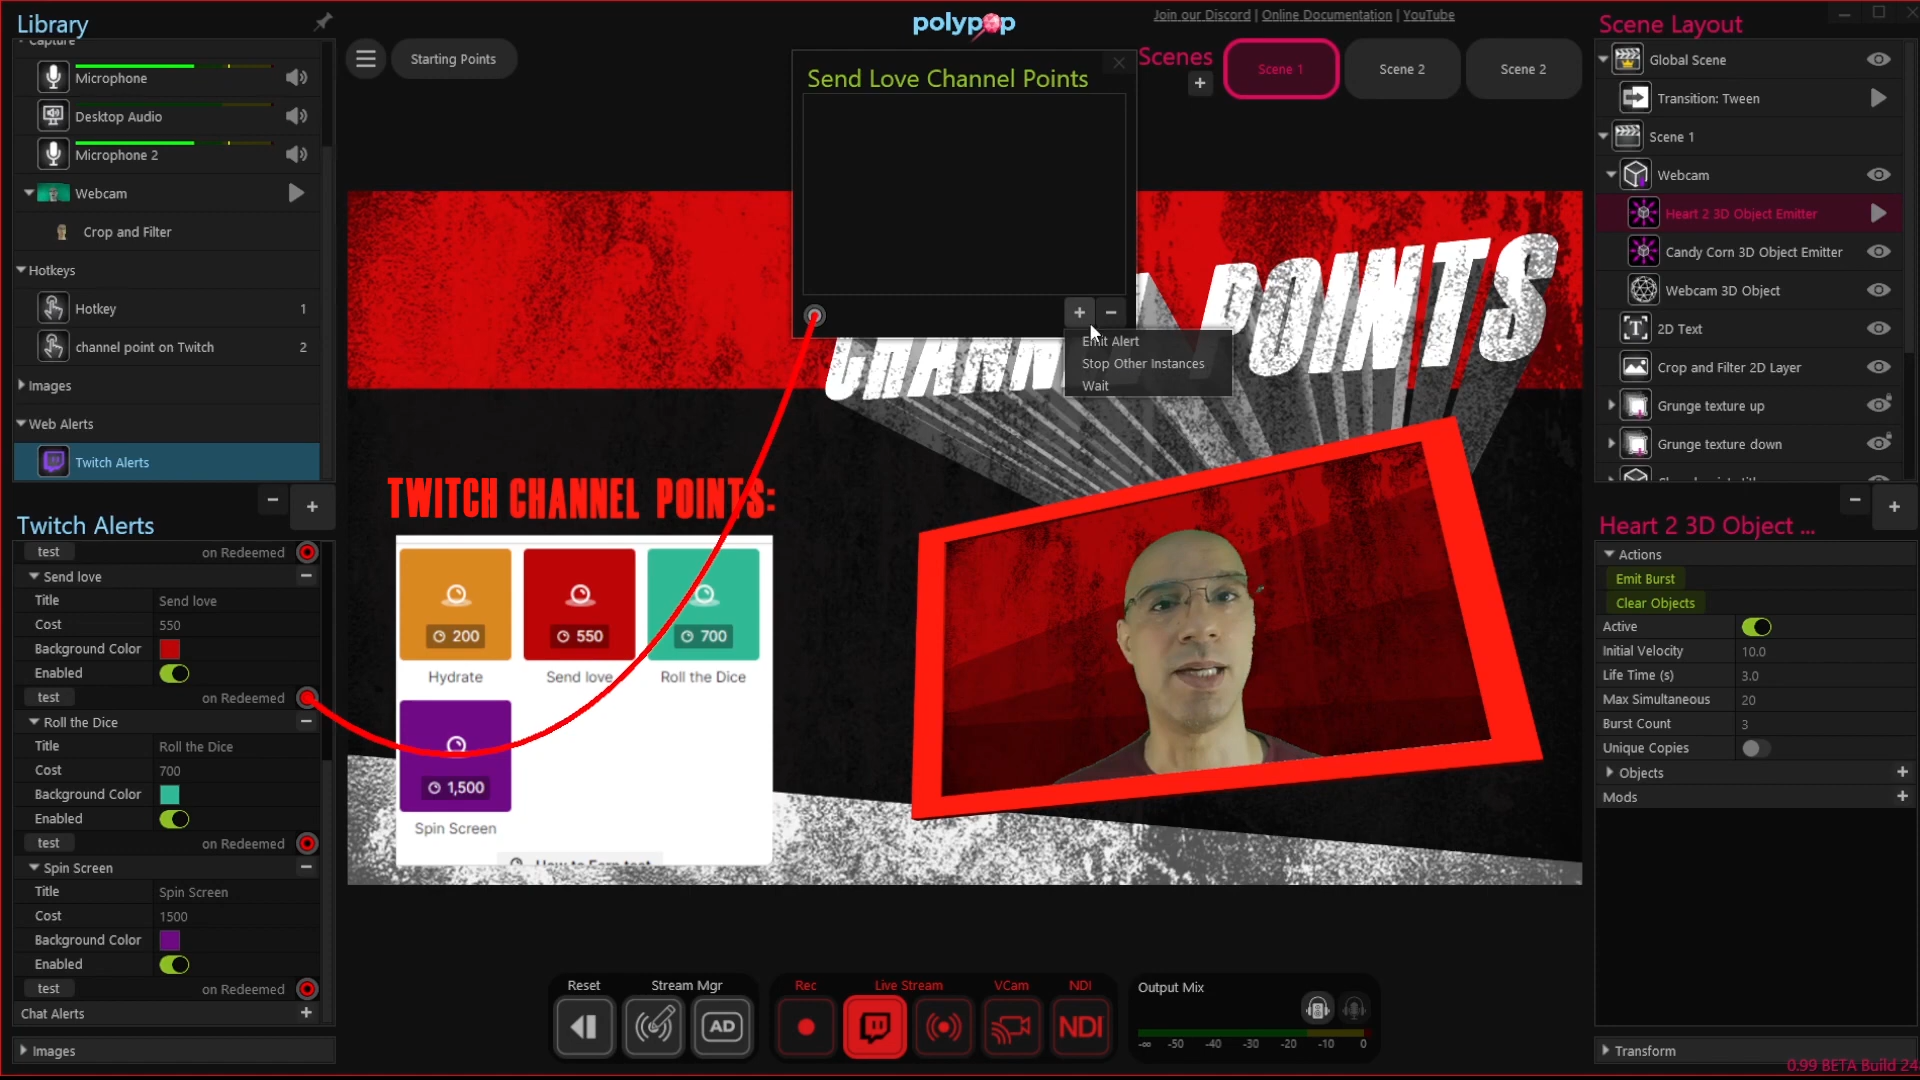 Library
Capture
Microphone
Desktop Audio
Microphone 2
Webcam
Crop and Filter
Hotkeys
Hotkey 1
channel point on Twitch 2
Images
Web Alerts
Twitch Alerts
Twitch Alerts
test on Redeemed
Send love
Title Send love
Cost 550
Background Color
Enabled
test on Redeemed
Roll the Dice
Title Roll the Dice
Cost 700
Background Color
Enabled
test on Redeemed
Spin Screen
Title Spin Screen
Cost 1500
Background Color
Enabled
test on Redeemed
Chat Alerts
Images
Starting Points
polypop
Join our Discord | Online Documentation | YouTube
Scenes
Scene 1
Scene 2
Scene 2
Send Love Channel Points
Emit Alert
Stop Other Instances
Wait
CHANNEL POINTS
TWITCH CHANNEL POINTS:
200
550
700
Hydrate
Send love
Roll the Dice
1,500
Spin Screen
Reset
Stream Mgr
AD
Rec
Live Stream
VCam
NDI
NDI
Output Mix
-∞ -50 -40 -30 -20 -10 0
Scene Layout
Global Scene
Transition: Tween
Scene 1
Webcam
Heart 2 3D Object Emitter
Candy Corn 3D Object Emitter
Webcam 3D Object
2D Text
Crop and Filter 2D Layer
Grunge texture up
Grunge texture down
Heart 2 3D Object ...
Actions
Emit Burst
Clear Objects
Active
Initial Velocity 10.0
Life Time (s) 3.0
Max Simultaneous 20
Burst Count 3
Unique Copies
Objects
Mods
Transform
0.99 BETA Build 24